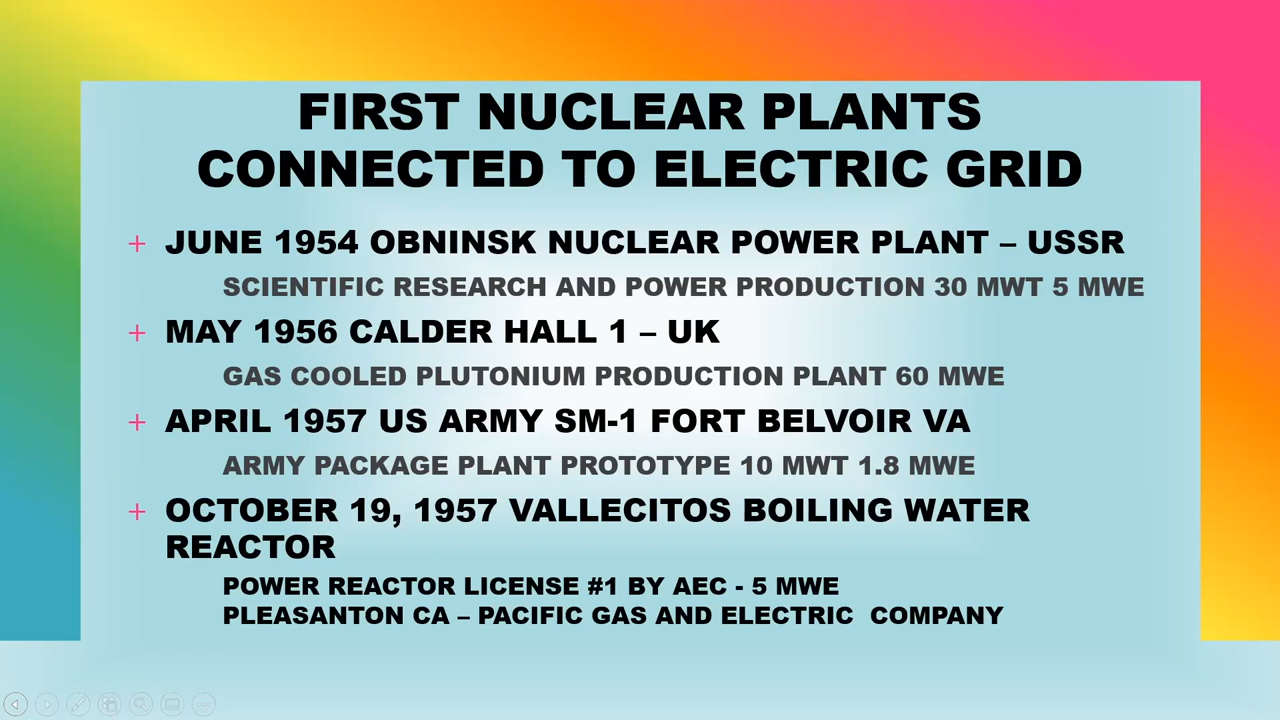 FIRST NUCLEAR PLANTS
CONNECTED TO ELECTRIC GRID
+ JUNE 1954 OBNINSK NUCLEAR POWER PLANT – USSR
SCIENTIFIC RESEARCH AND POWER PRODUCTION 30 MWT 5 MWE
+ MAY 1956 CALDER HALL 1 – UK
GAS COOLED PLUTONIUM PRODUCTION PLANT 60 MWE
+ APRIL 1957 US ARMY SM-1 FORT BELVOIR VA
ARMY PACKAGE PLANT PROTOTYPE 10 MWT 1.8 MWE
+ OCTOBER 19, 1957 VALLECITOS BOILING WATER
REACTOR
POWER REACTOR LICENSE #1 BY AEC - 5 MWE
PLEASANTON CA – PACIFIC GAS AND ELECTRIC  COMPANY